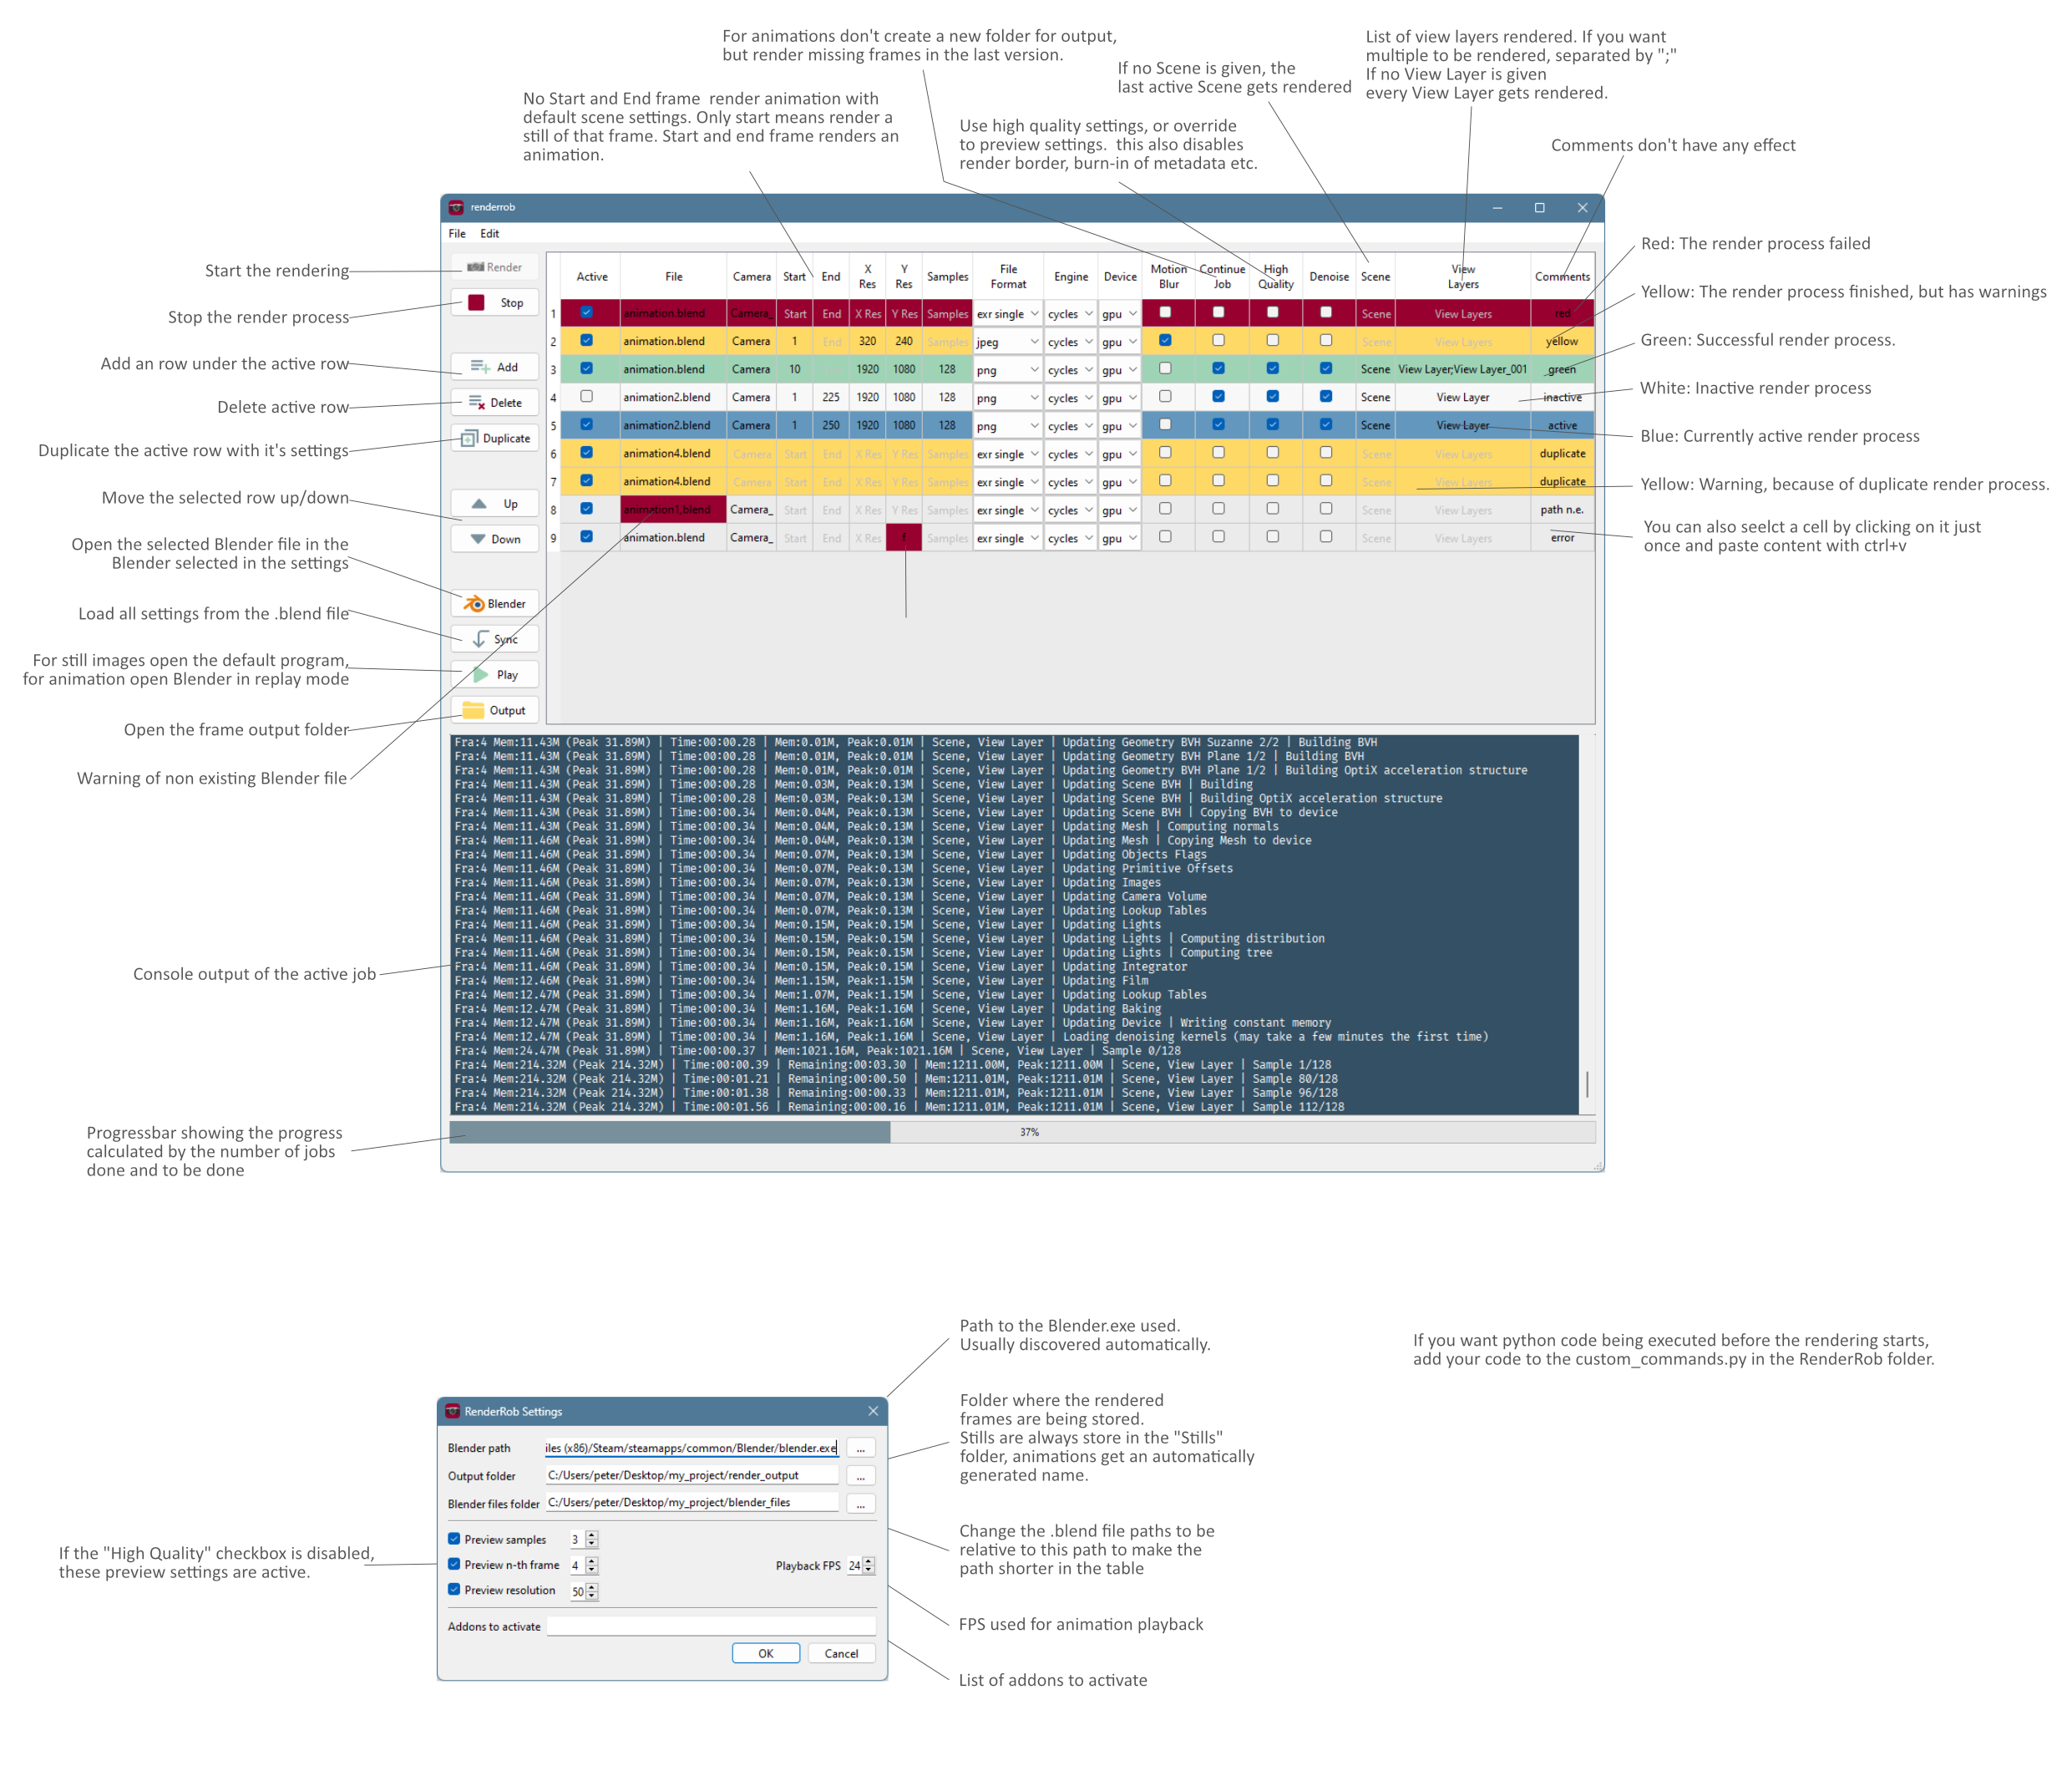 For animations don't create a new folder for output,
but render missing frames in the last version.
List of view layers rendered. If you want
multiple to be rendered, separated by ";"
If no View Layer is given
every View Layer gets rendered.
If no Scene is given, the
last active Scene gets rendered
No Start and End frame  render animation with
default scene settings. Only start means render a
still of that frame. Start and end frame renders an
animation.
Use high quality settings, or override
to preview settings.  this also disables
render border, burn-in of metadata etc.
Comments don't have any effect
renderrob
File Edit
Start the rendering
Stop the render process
Add an row under the active row
Delete active row
Duplicate the active row with it's settings
Move the selected row up/down
Open the selected Blender file in the
Blender selected in the settings
Load all settings from the .blend file
For still images open the default program,
for animation open Blender in replay mode
Open the frame output folder
Warning of non existing Blender file
Render
Stop
Add
Delete
Duplicate
Up
Down
Blender
Sync
Play
Output
Active File Camera Start End X Res Y Res Samples File Format Engine Device Motion Blur Continue Job High Quality Denoise Scene View Layers Comments
1 animation.blend Camera_ Start End X Res Y Res Samples exr single cycles gpu Scene View Layers red
2 animation.blend Camera 1 End 320 240 Samples jpeg cycles gpu Scene View Layers yellow
3 animation.blend Camera 10 1920 1080 128 png cycles gpu Scene View Layer;View Layer_001 green
4 animation2.blend Camera 1 225 1920 1080 128 png cycles gpu Scene View Layer inactive
5 animation2.blend Camera 1 250 1920 1080 128 png cycles gpu Scene View Layer active
6 animation4.blend Camera Start End X Res Y Res Samples exr single cycles gpu Scene View Layers duplicate
7 animation4.blend Camera Start End X Res Y Res Samples exr single cycles gpu Scene View Layers duplicate
8 animation1.blend Camera_ Start End X Res Y Res Samples exr single cycles gpu Scene View Layers path n.e.
9 animation.blend Camera_ Start End X Res f Samples exr single cycles gpu Scene View Layers error
Red: The render process failed
Yellow: The render process finished, but has warnings
Green: Successful render process.
White: Inactive render process
Blue: Currently active render process
Yellow: Warning, because of duplicate render process.
You can also seelct a cell by clicking on it just
once and paste content with ctrl+v
Fra:4 Mem:11.43M (Peak 31.89M) | Time:00:00.28 | Mem:0.01M, Peak:0.01M | Scene, View Layer | Updating Geometry BVH Suzanne 2/2 | Building BVH
Fra:4 Mem:11.43M (Peak 31.89M) | Time:00:00.28 | Mem:0.01M, Peak:0.01M | Scene, View Layer | Updating Geometry BVH Plane 1/2 | Building BVH
Fra:4 Mem:11.43M (Peak 31.89M) | Time:00:00.28 | Mem:0.01M, Peak:0.01M | Scene, View Layer | Updating Geometry BVH Plane 1/2 | Building OptiX acceleration structure
Fra:4 Mem:11.43M (Peak 31.89M) | Time:00:00.28 | Mem:0.03M, Peak:0.13M | Scene, View Layer | Updating Scene BVH | Building
Fra:4 Mem:11.43M (Peak 31.89M) | Time:00:00.28 | Mem:0.03M, Peak:0.13M | Scene, View Layer | Updating Scene BVH | Building OptiX acceleration structure
Fra:4 Mem:11.43M (Peak 31.89M) | Time:00:00.34 | Mem:0.04M, Peak:0.13M | Scene, View Layer | Updating Scene BVH | Copying BVH to device
Fra:4 Mem:11.43M (Peak 31.89M) | Time:00:00.34 | Mem:0.04M, Peak:0.13M | Scene, View Layer | Updating Mesh | Computing normals
Fra:4 Mem:11.46M (Peak 31.89M) | Time:00:00.34 | Mem:0.04M, Peak:0.13M | Scene, View Layer | Updating Mesh | Copying Mesh to device
Fra:4 Mem:11.46M (Peak 31.89M) | Time:00:00.34 | Mem:0.07M, Peak:0.13M | Scene, View Layer | Updating Objects Flags
Fra:4 Mem:11.46M (Peak 31.89M) | Time:00:00.34 | Mem:0.07M, Peak:0.13M | Scene, View Layer | Updating Primitive Offsets
Fra:4 Mem:11.46M (Peak 31.89M) | Time:00:00.34 | Mem:0.07M, Peak:0.13M | Scene, View Layer | Updating Images
Fra:4 Mem:11.46M (Peak 31.89M) | Time:00:00.34 | Mem:0.07M, Peak:0.13M | Scene, View Layer | Updating Camera Volume
Fra:4 Mem:11.46M (Peak 31.89M) | Time:00:00.34 | Mem:0.07M, Peak:0.13M | Scene, View Layer | Updating Lookup Tables
Fra:4 Mem:11.46M (Peak 31.89M) | Time:00:00.34 | Mem:0.15M, Peak:0.15M | Scene, View Layer | Updating Lights
Fra:4 Mem:11.46M (Peak 31.89M) | Time:00:00.34 | Mem:0.15M, Peak:0.15M | Scene, View Layer | Updating Lights | Computing distribution
Fra:4 Mem:11.46M (Peak 31.89M) | Time:00:00.34 | Mem:0.15M, Peak:0.15M | Scene, View Layer | Updating Lights | Computing tree
Fra:4 Mem:11.46M (Peak 31.89M) | Time:00:00.34 | Mem:0.15M, Peak:0.15M | Scene, View Layer | Updating Integrator
Fra:4 Mem:12.46M (Peak 31.89M) | Time:00:00.34 | Mem:1.15M, Peak:1.15M | Scene, View Layer | Updating Film
Fra:4 Mem:12.47M (Peak 31.89M) | Time:00:00.34 | Mem:1.07M, Peak:1.15M | Scene, View Layer | Updating Lookup Tables
Fra:4 Mem:12.47M (Peak 31.89M) | Time:00:00.34 | Mem:1.16M, Peak:1.16M | Scene, View Layer | Updating Baking
Fra:4 Mem:12.47M (Peak 31.89M) | Time:00:00.34 | Mem:1.16M, Peak:1.16M | Scene, View Layer | Updating Device | Writing constant memory
Fra:4 Mem:12.47M (Peak 31.89M) | Time:00:00.34 | Mem:1.16M, Peak:1.16M | Scene, View Layer | Loading denoising kernels (may take a few minutes the first time)
Fra:4 Mem:24.47M (Peak 31.89M) | Time:00:00.37 | Mem:1021.16M, Peak:1021.16M | Scene, View Layer | Sample 0/128
Fra:4 Mem:214.32M (Peak 214.32M) | Time:00:00.39 | Remaining:00:03.30 | Mem:1211.00M, Peak:1211.00M | Scene, View Layer | Sample 1/128
Fra:4 Mem:214.32M (Peak 214.32M) | Time:00:01.21 | Remaining:00:00.50 | Mem:1211.01M, Peak:1211.01M | Scene, View Layer | Sample 80/128
Fra:4 Mem:214.32M (Peak 214.32M) | Time:00:01.38 | Remaining:00:00.33 | Mem:1211.01M, Peak:1211.01M | Scene, View Layer | Sample 96/128
Fra:4 Mem:214.32M (Peak 214.32M) | Time:00:01.56 | Remaining:00:00.16 | Mem:1211.01M, Peak:1211.01M | Scene, View Layer | Sample 112/128
Console output of the active job
Progressbar showing the progress
calculated by the number of jobs
done and to be done
37%
Path to the Blender.exe used.
Usually discovered automatically.
If you want python code being executed before the rendering starts,
add your code to the custom_commands.py in the RenderRob folder.
Folder where the rendered
frames are being stored.
Stills are always store in the "Stills"
folder, animations get an automatically
generated name.
Change the .blend file paths to be
relative to this path to make the
path shorter in the table
FPS used for animation playback
List of addons to activate
If the "High Quality" checkbox is disabled,
these preview settings are active.
RenderRob Settings
Blender path iles (x86)/Steam/steamapps/common/Blender/blender.exe ...
Output folder C:/Users/peter/Desktop/my_project/render_output ...
Blender files folder C:/Users/peter/Desktop/my_project/blender_files ...
Preview samples 3
Preview n-th frame 4 Playback FPS 24
Preview resolution 50
Addons to activate
OK Cancel